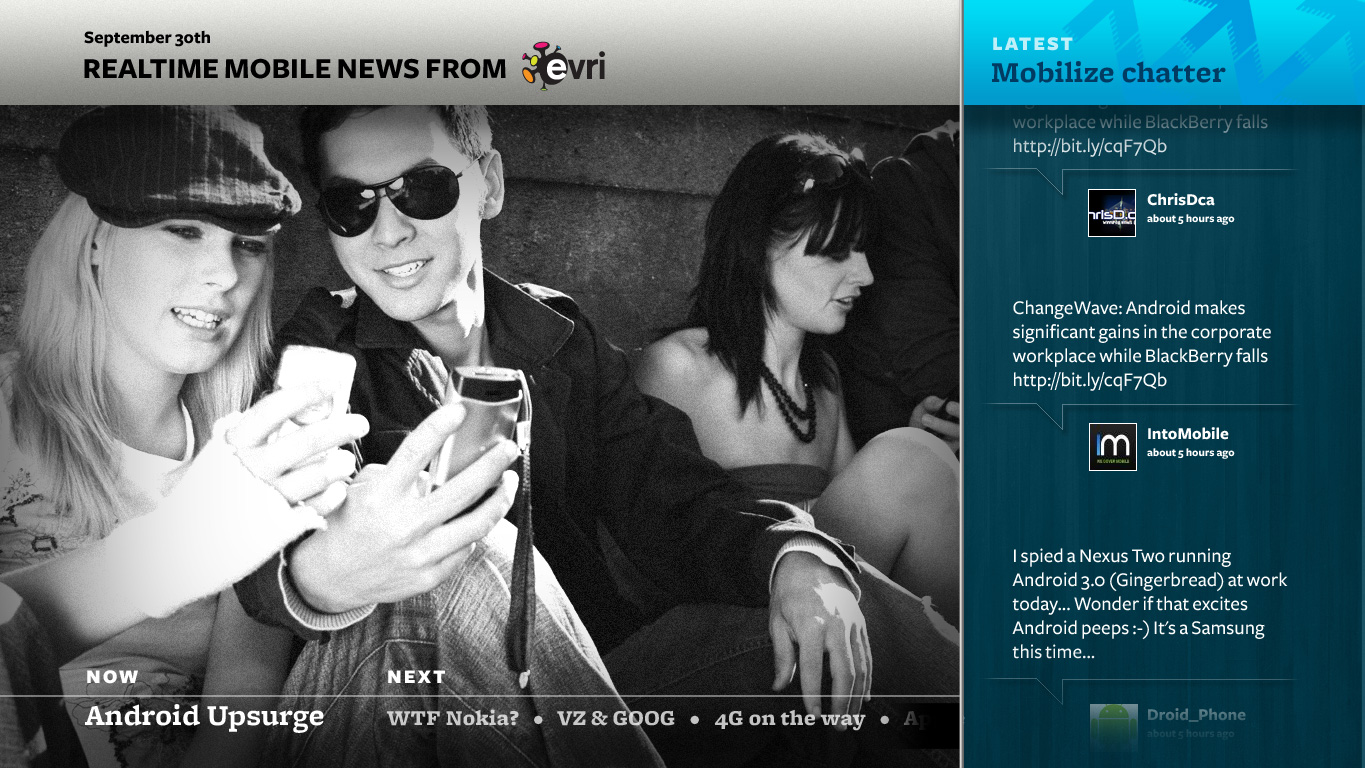 September 30th
REALTIME MOBILE NEWS FROM evri
NOW
NEXT
Android Upsurge
WTF Nokia? • VZ & GOOG • 4G on the way • Ap
LATEST
Mobilize chatter
workplace while BlackBerry falls
http://bit.ly/cqF7Qb
ChrisDca
about 5 hours ago
ChangeWave: Android makes
significant gains in the corporate
workplace while BlackBerry falls
http://bit.ly/cqF7Qb
IntoMobile
about 5 hours ago
I spied a Nexus Two running
Android 3.0 (Gingerbread) at work
today... Wonder if that excites
Android peeps :-) It's a Samsung
this time...
Droid_Phone
about 5 hours ago